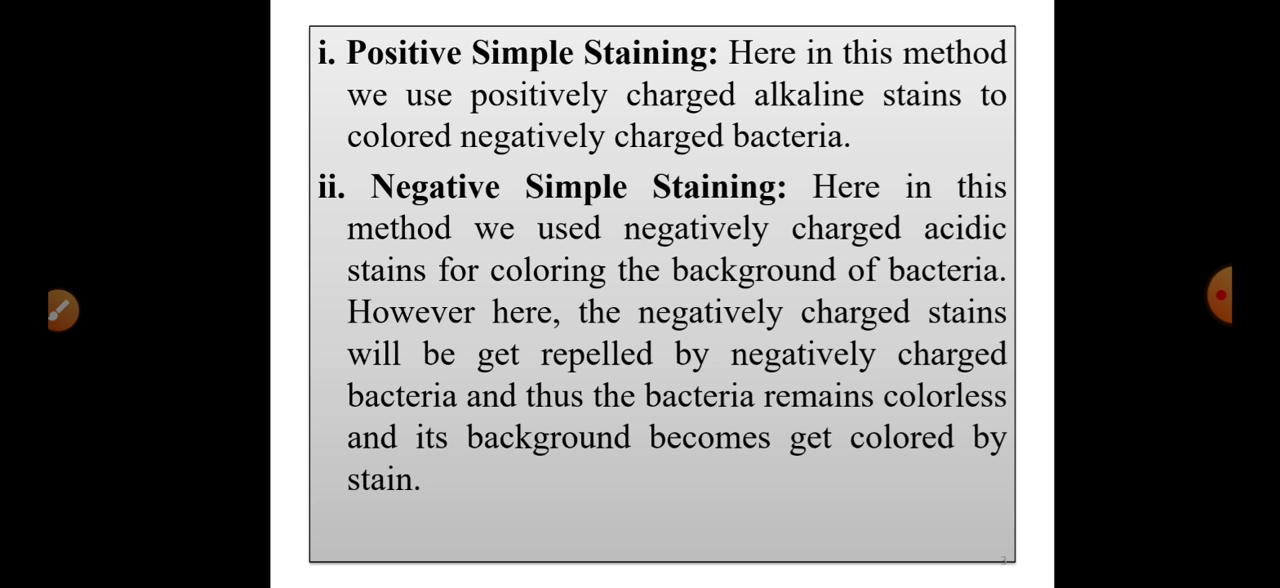 i. Positive Simple Staining: Here in this method
we use positively charged alkaline stains to
colored negatively charged bacteria.
ii. Negative Simple Staining: Here in this
method we used negatively charged acidic
stains for coloring the background of bacteria.
However here, the negatively charged stains
will be get repelled by negatively charged
bacteria and thus the bacteria remains colorless
and its background becomes get colored by
stain.